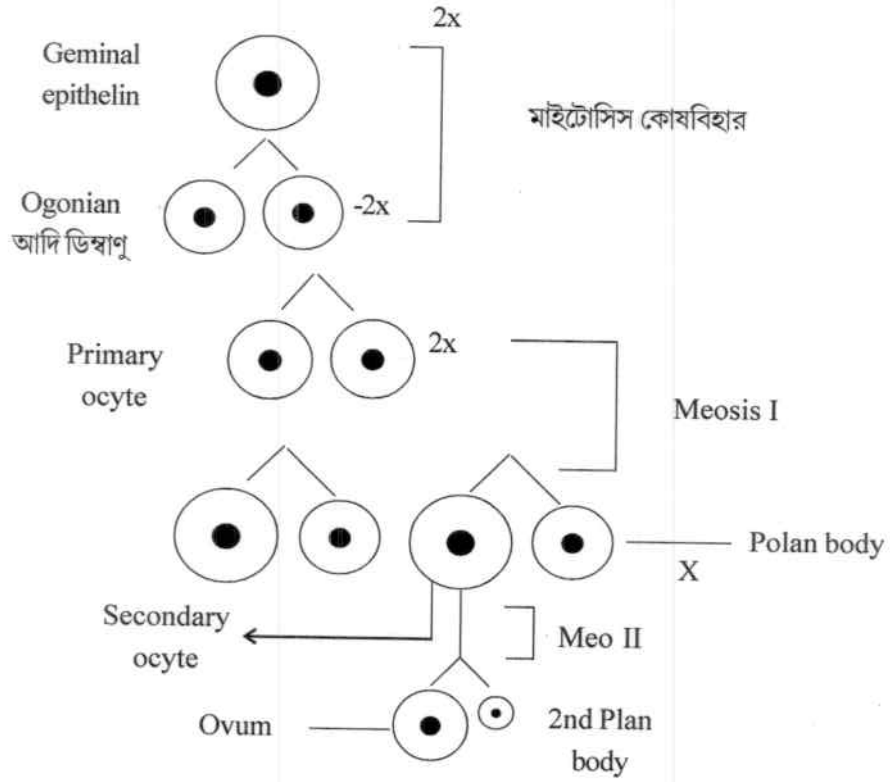 2x
Geminal
epithelin
মাইটোসিস কোষবিহার
Ogonian
আদি ডিম্বাণু
-2x
Primary
ocyte
2x
Meosis I
Polan body
X
Secondary
ocyte
Meo II
Ovum
2nd Plan
body